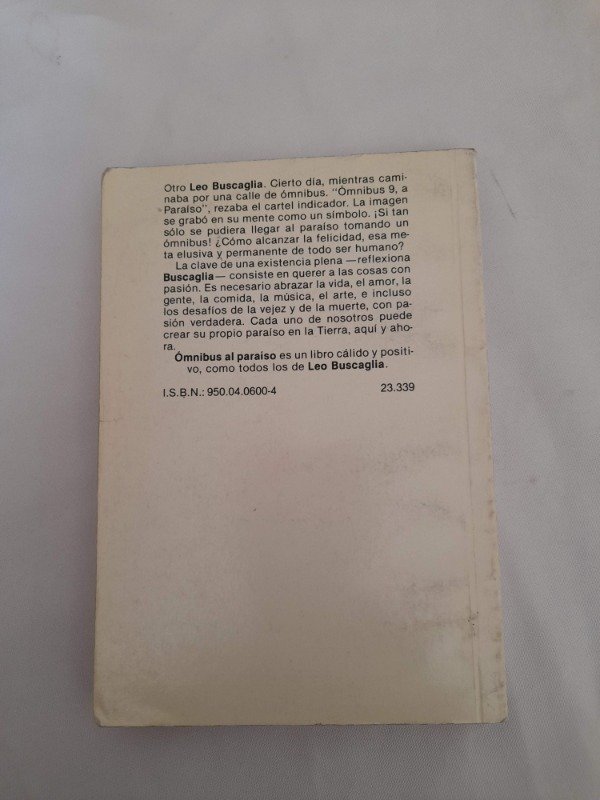 Otro Leo Buscaglia. Cierto día, mientras cami-
naba por una calle de ómnibus. "Ómnibus 9, a
Paraíso", rezaba el cartel indicador. La imagen
se grabó en su mente como un símbolo. ¡Si tan
sólo se pudiera llegar al paraíso tomando un
ómnibus! ¿Cómo alcanzar la felicidad, esa me-
ta elusiva y permanente de todo ser humano?
La clave de una existencia plena —reflexiona
Buscaglia— consiste en querer a las cosas con
pasión. Es necesario abrazar la vida, el amor, la
gente, la comida, la música, el arte, e incluso
los desafíos de la vejez y de la muerte, con pa-
sión verdadera. Cada uno de nosotros puede
crear su propio paraíso en la Tierra, aquí y aho-
ra.
Ómnibus al paraíso es un libro cálido y positi-
vo, como todos los de Leo Buscaglia.
I.S.B.N.: 950.04.0600-4 23.339